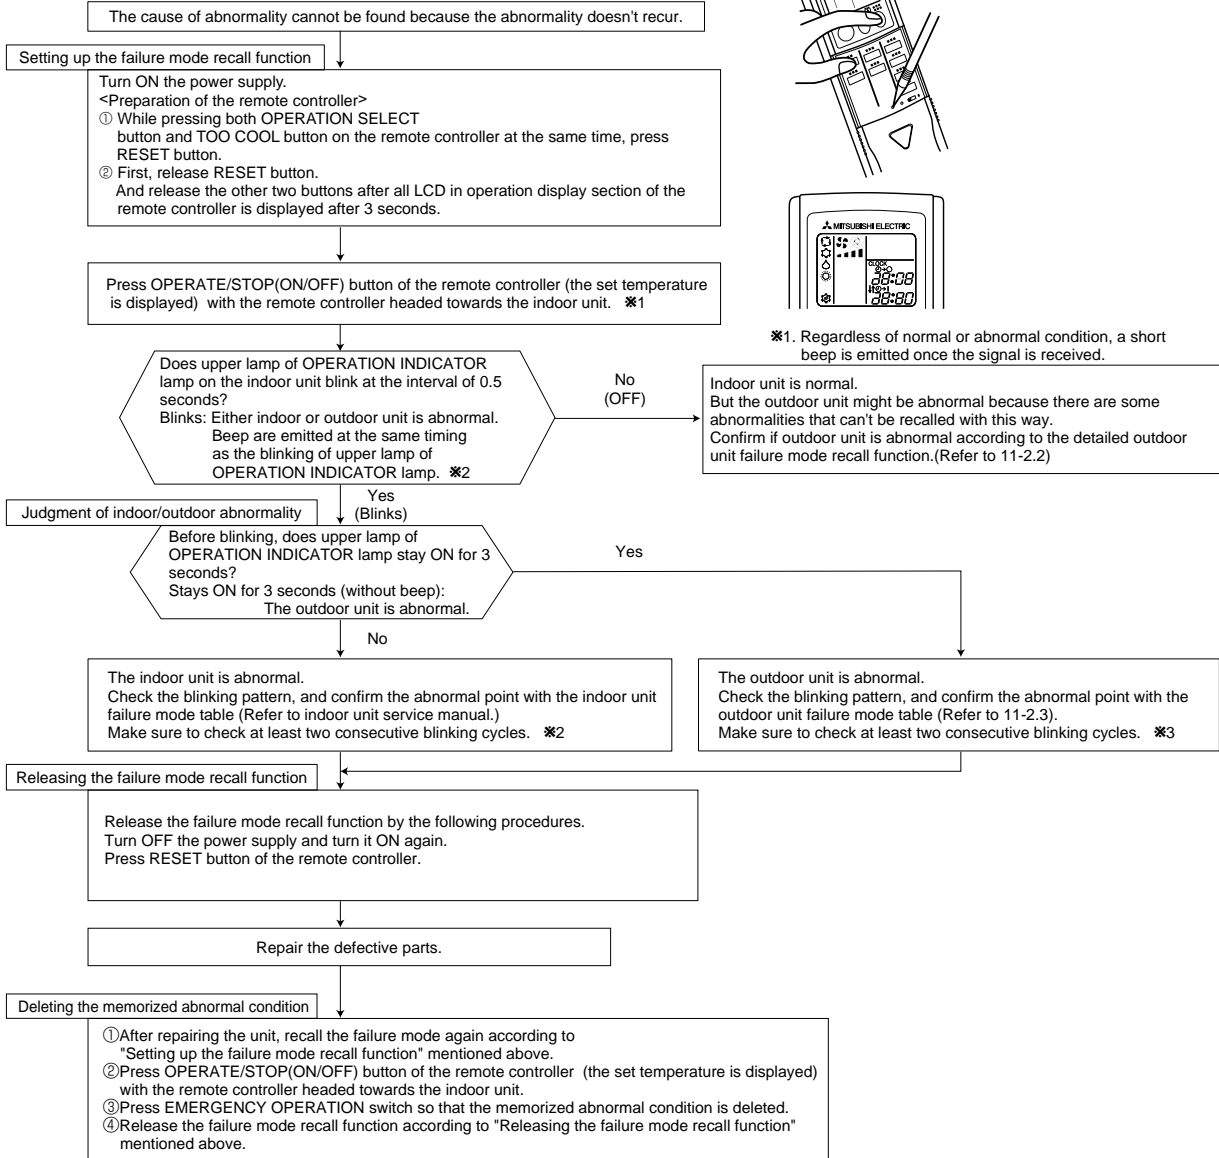 The cause of abnormality cannot be found because the abnormality doesn't recur.
Setting up the failure mode recall function
Turn ON the power supply.
<Preparation of the remote controller>
① While pressing both OPERATION SELECT
button and TOO COOL button on the remote controller at the same time, press
RESET button.
② First, release RESET button.
And release the other two buttons after all LCD in operation display section of the
remote controller is displayed after 3 seconds.
MITSUBISHI ELECTRIC
CLOCK
88:08
88:80
Press OPERATE/STOP(ON/OFF) button of the remote controller (the set temperature
is displayed) with the remote controller headed towards the indoor unit. ※1
※1. Regardless of normal or abnormal condition, a short
beep is emitted once the signal is received.
Does upper lamp of OPERATION INDICATOR
lamp on the indoor unit blink at the interval of 0.5
seconds?
Blinks: Either indoor or outdoor unit is abnormal.
Beep are emitted at the same timing
as the blinking of upper lamp of
OPERATION INDICATOR lamp. ※2
No
(OFF)
Indoor unit is normal.
But the outdoor unit might be abnormal because there are some
abnormalities that can't be recalled with this way.
Confirm if outdoor unit is abnormal according to the detailed outdoor
unit failure mode recall function.(Refer to 11-2.2)
Yes
(Blinks)
Judgment of indoor/outdoor abnormality
Before blinking, does upper lamp of
OPERATION INDICATOR lamp stay ON for 3
seconds?
Stays ON for 3 seconds (without beep):
The outdoor unit is abnormal.
Yes
No
The indoor unit is abnormal.
Check the blinking pattern, and confirm the abnormal point with the indoor unit
failure mode table (Refer to indoor unit service manual.)
Make sure to check at least two consecutive blinking cycles. ※2
The outdoor unit is abnormal.
Check the blinking pattern, and confirm the abnormal point with the
outdoor unit failure mode table (Refer to 11-2.3).
Make sure to check at least two consecutive blinking cycles. ※3
Releasing the failure mode recall function
Release the failure mode recall function by the following procedures.
Turn OFF the power supply and turn it ON again.
Press RESET button of the remote controller.
Repair the defective parts.
Deleting the memorized abnormal condition
①After repairing the unit, recall the failure mode again according to
"Setting up the failure mode recall function" mentioned above.
②Press OPERATE/STOP(ON/OFF) button of the remote controller (the set temperature is displayed)
with the remote controller headed towards the indoor unit.
③Press EMERGENCY OPERATION switch so that the memorized abnormal condition is deleted.
④Release the failure mode recall function according to "Releasing the failure mode recall function"
mentioned above.